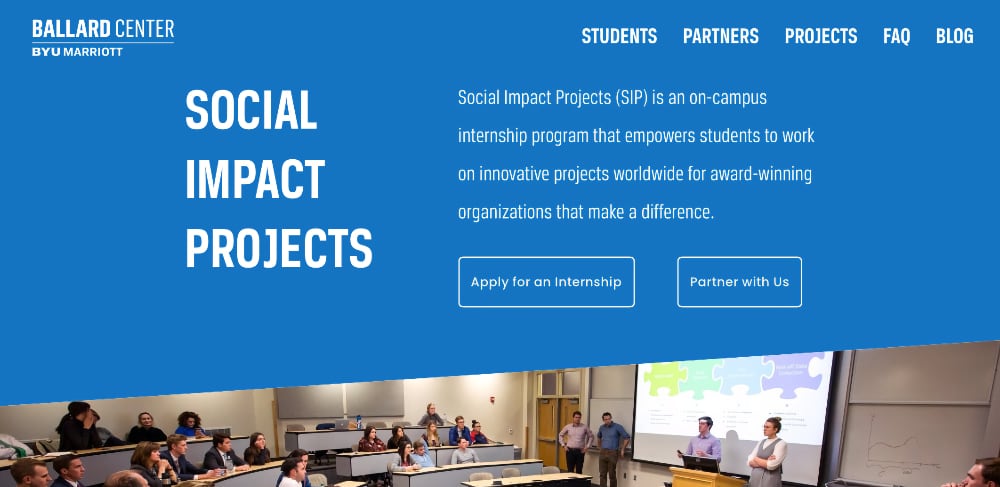 BALLARD CENTER
BYU MARRIOTT
STUDENTS PARTNERS PROJECTS FAQ BLOG
SOCIAL
IMPACT
PROJECTS
Social Impact Projects (SIP) is an on-campus
internship program that empowers students to work
on innovative projects worldwide for award-winning
organizations that make a difference.
Apply for an Internship
Partner with Us